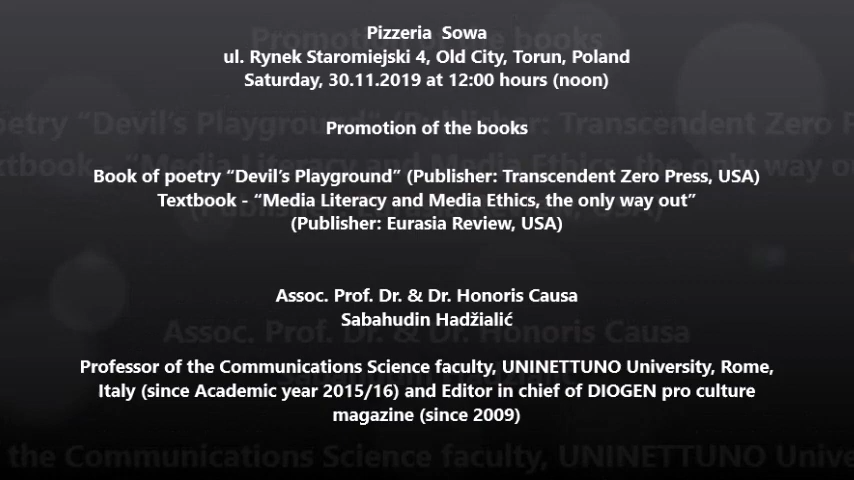 Pizzeria Sowa
ul. Rynek Staromiejski 4, Old City, Torun, Poland
Saturday, 30.11.2019 at 12:00 hours (noon)
Promotion of the books
Book of poetry “Devil’s Playground” (Publisher: Transcendent Zero Press, USA)
Textbook - “Media Literacy and Media Ethics, the only way out”
(Publisher: Eurasia Review, USA)
Assoc. Prof. Dr. & Dr. Honoris Causa
Sabahudin Hadžialić
Professor of the Communications Science faculty, UNINETTUNO University, Rome,
Italy (since Academic year 2015/16) and Editor in chief of DIOGEN pro culture
magazine (since 2009)